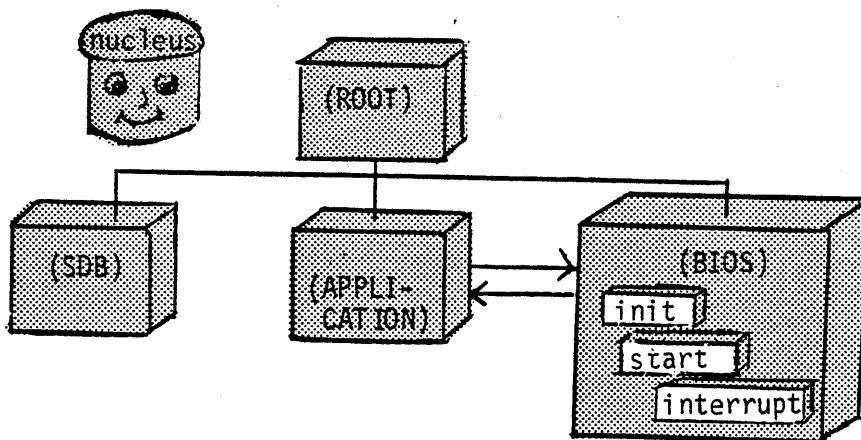 nucleus
(ROOT)
(SDB)
(APPLI-
CATION)
(BIOS)
init
start
interrupt